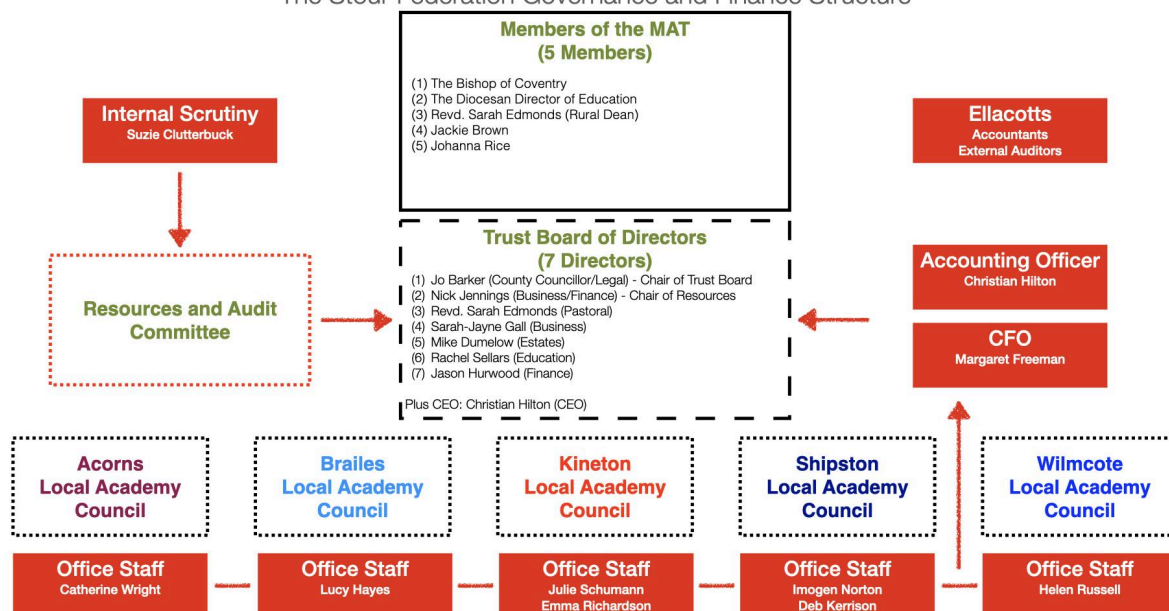 The Stour Federation Governance and Finance Structure
Members of the MAT
(5 Members)
(1) The Bishop of Coventry
(2) The Diocesan Director of Education
(3) Revd. Sarah Edmonds (Rural Dean)
(4) Jackie Brown
(5) Johanna Rice
Internal Scrutiny
Suzie Clutterbuck
Ellacotts
Accountants
External Auditors
Trust Board of Directors
(7 Directors)
(1) Jo Barker (County Councillor/Legal) - Chair of Trust Board
(2) Nick Jennings (Business/Finance) - Chair of Resources
(3) Revd. Sarah Edmonds (Pastoral)
(4) Sarah-Jayne Gall (Business)
(5) Mike Dumelow (Estates)
(6) Rachel Sellars (Education)
(7) Jason Hurwood (Finance)
Plus CEO: Christian Hilton (CEO)
Resources and Audit
Committee
Accounting Officer
Christian Hilton
CFO
Margaret Freeman
Acorns
Local Academy
Council
Brailes
Local Academy
Council
Kineton
Local Academy
Council
Shipston
Local Academy
Council
Wilmcote
Local Academy
Council
Office Staff
Catherine Wright
Office Staff
Lucy Hayes
Office Staff
Julie Schumann
Emma Richardson
Office Staff
Imogen Norton
Deb Kerrison
Office Staff
Helen Russell